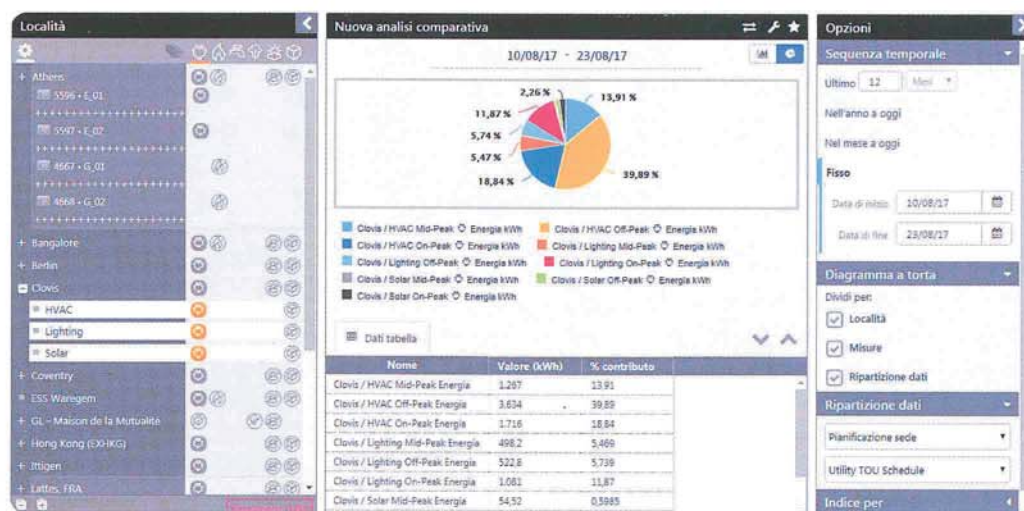 Località
+ Athens
5596 • E_01
5597 • E_02
4667 • G_01
4668 • G_02
+ Bangalore
+ Berlin
Clovis
HVAC
Lighting
Solar
+ Coventry
ESS Waregem
+ GL - Maison de la Mutualité
+ Hong Kong (EXHKG)
+ Ittigen
+ Lattes, FRA
Nuova analisi comparativa
10/08/17 - 23/08/17
2,26 %
13,91 %
11,87 %
5,74 %
5,47 %
39,89 %
18,84 %
Clovis / HVAC Mid-Peak Energia kWh
Clovis / HVAC Off-Peak Energia kWh
Clovis / HVAC On-Peak Energia kWh
Clovis / Lighting Mid-Peak Energia kWh
Clovis / Lighting Off-Peak Energia kWh
Clovis / Lighting On-Peak Energia kWh
Clovis / Solar Mid-Peak Energia kWh
Clovis / Solar Off-Peak Energia kWh
Clovis / Solar On-Peak Energia kWh
Dati tabella
Nome Valore (kWh) % contributo
Clovis / HVAC Mid-Peak Energia 1.267 13,91
Clovis / HVAC Off-Peak Energia 3.634 39,89
Clovis / HVAC On-Peak Energia 1.716 18,84
Clovis / Lighting Mid-Peak Energia 498,2 5,469
Clovis / Lighting Off-Peak Energia 522,8 5,739
Clovis / Lighting On-Peak Energia 1.081 11,87
Clovis / Solar Mid-Peak Energia 54,52 0,5985
Opzioni
Sequenza temporale
Ultimo 12 Mesi
Nell'anno a oggi
Nel mese a oggi
Fisso
Data di inizio 10/08/17
Data di fine 23/08/17
Diagramma a torta
Dividi per:
Località
Misure
Ripartizione dati
Ripartizione dati
Pianificazione sede
Utility TOU Schedule
Indice per